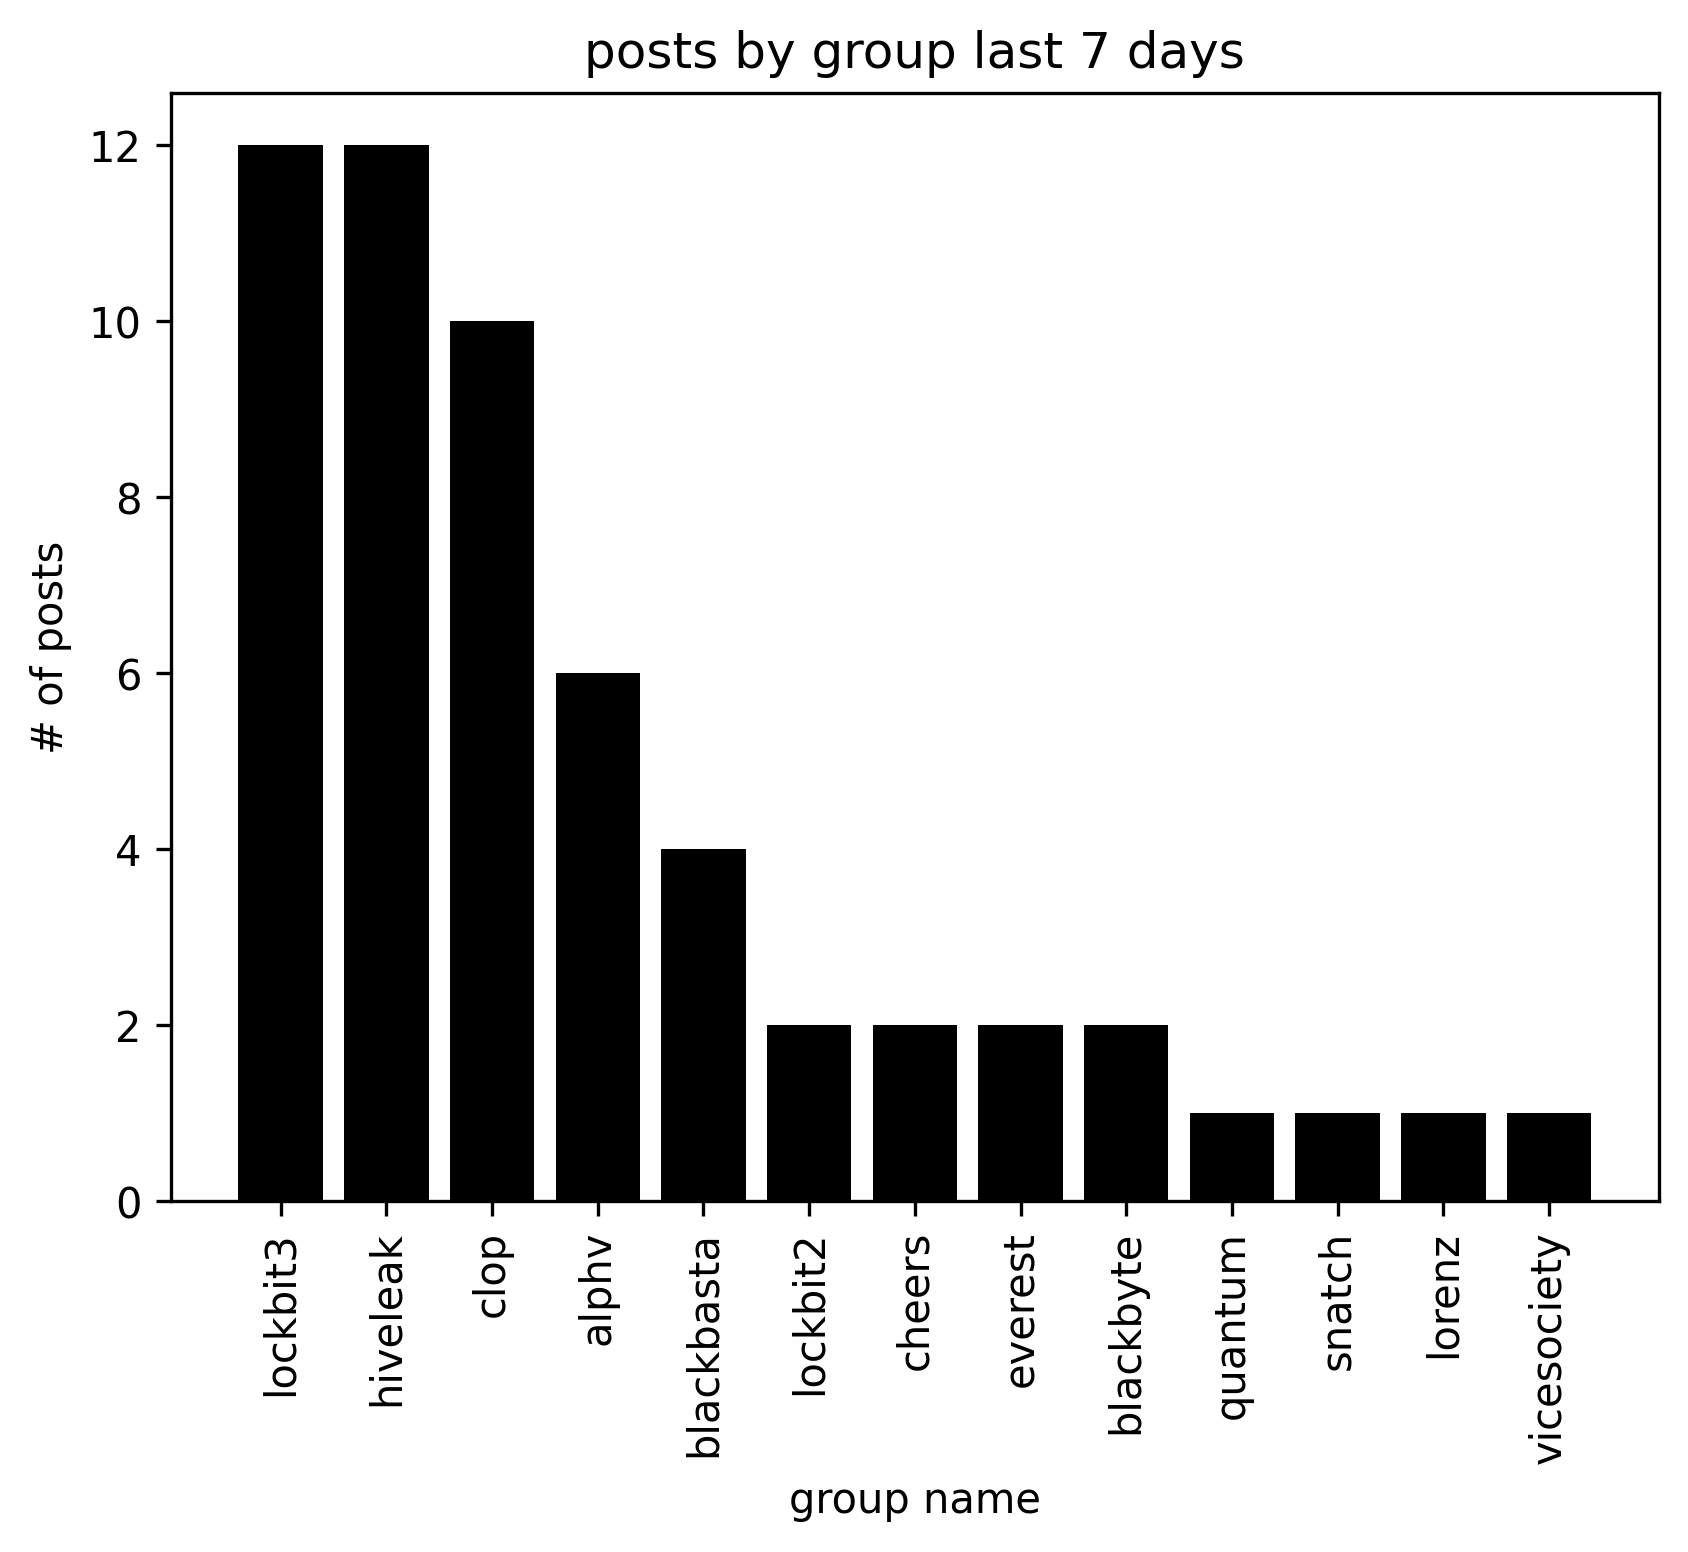 posts by group last 7 days
12
10
8
6
4
2
0
# of posts
lockbit3
hiveleak
clop
alphv
blackbasta
lockbit2
cheers
everest
blackbyte
quantum
snatch
lorenz
vicesociety
group name